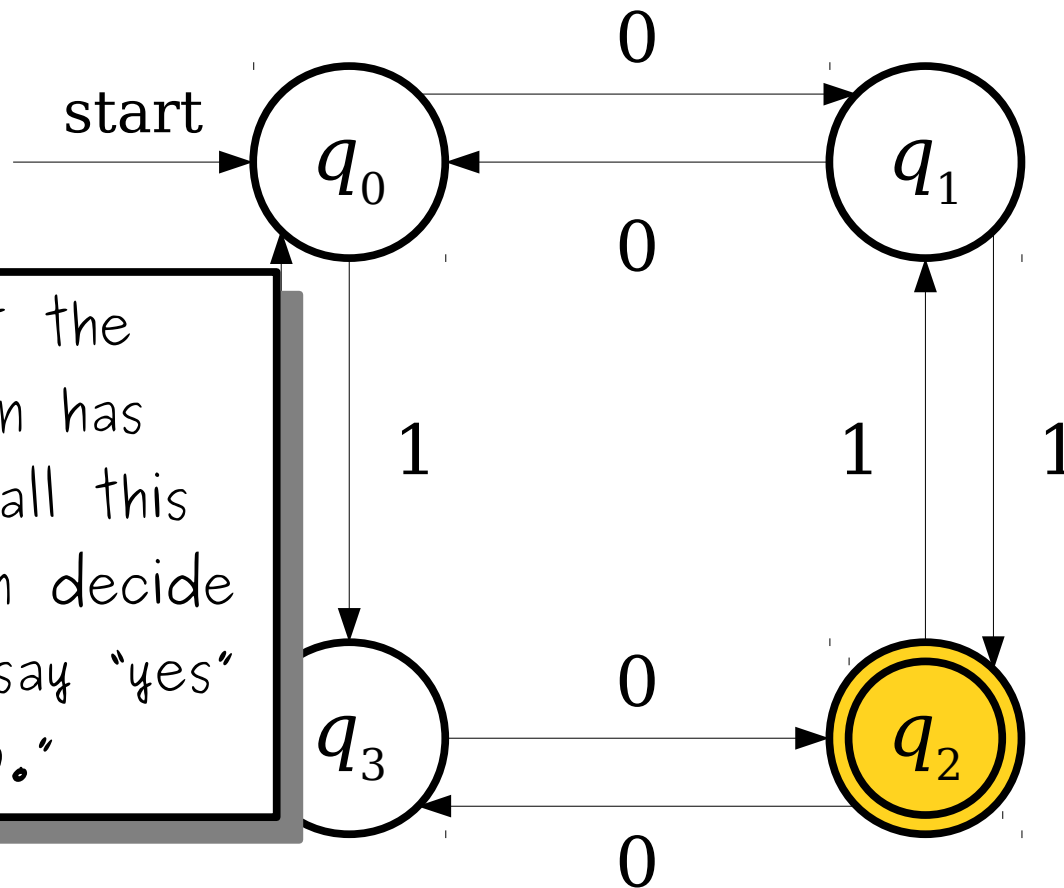 0
start
q0
q1
0
the
has
all this
1
1
1
decide
say "yes"
0
q3
q2
0